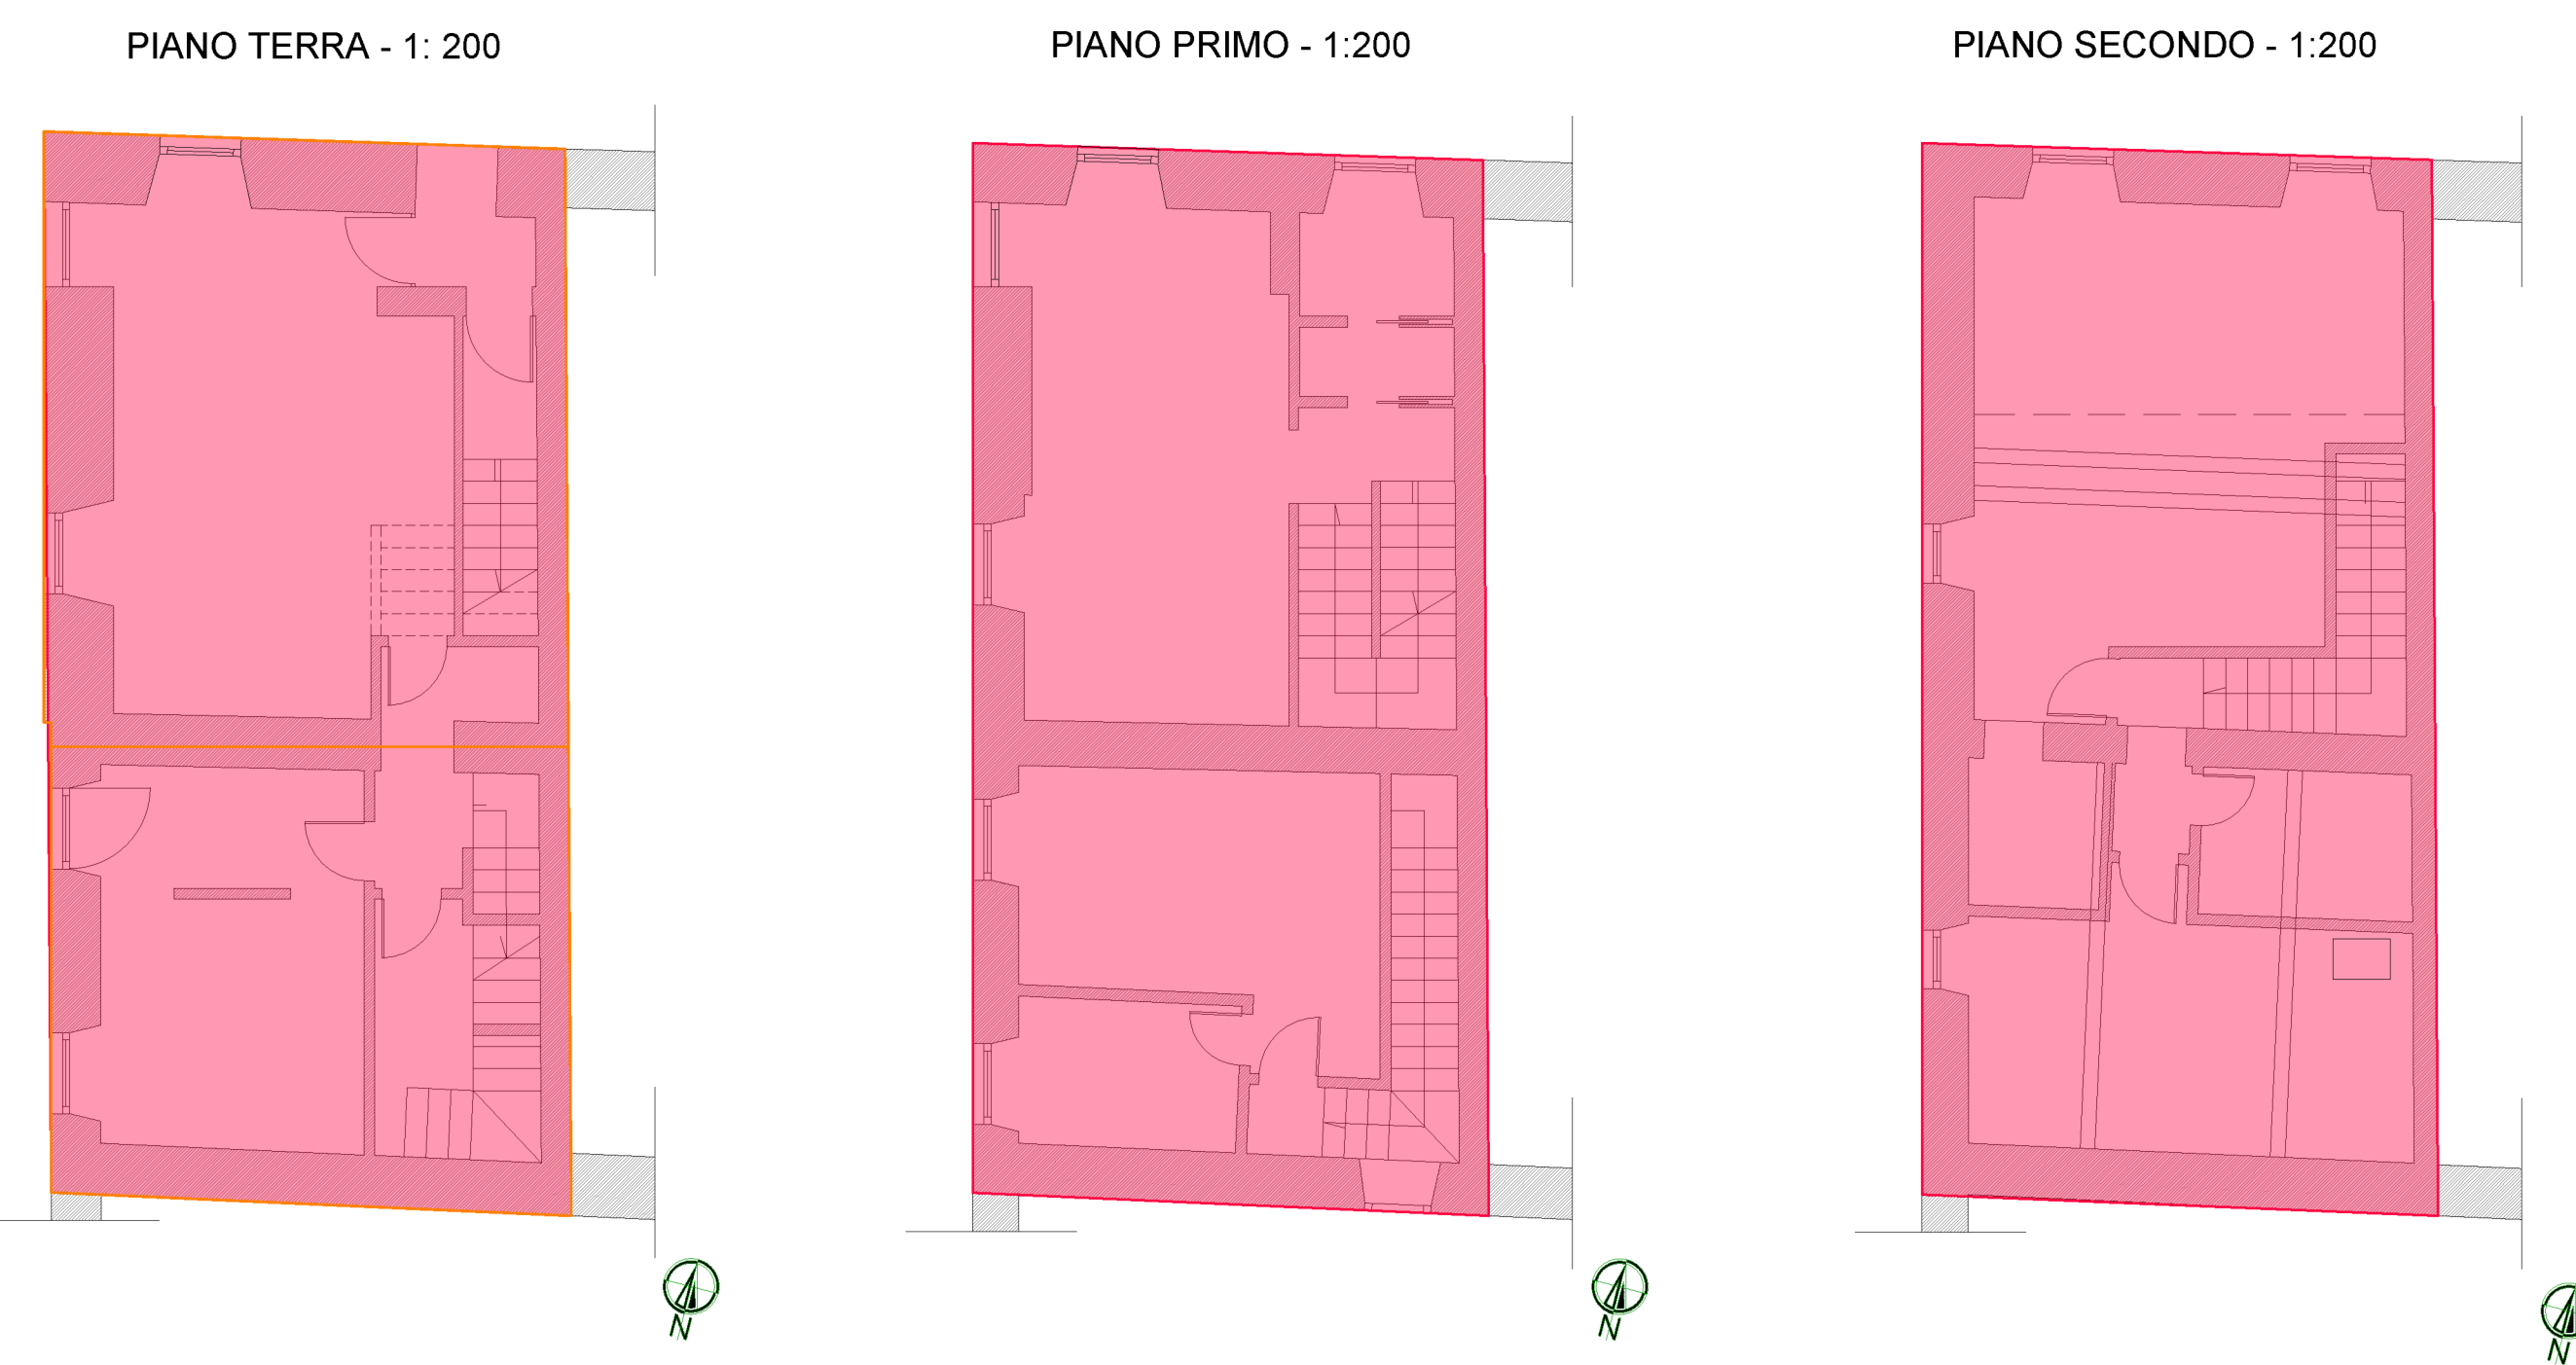 PIANO TERRA - 1: 200
PIANO PRIMO - 1:200
PIANO SECONDO - 1:200
N
N
N